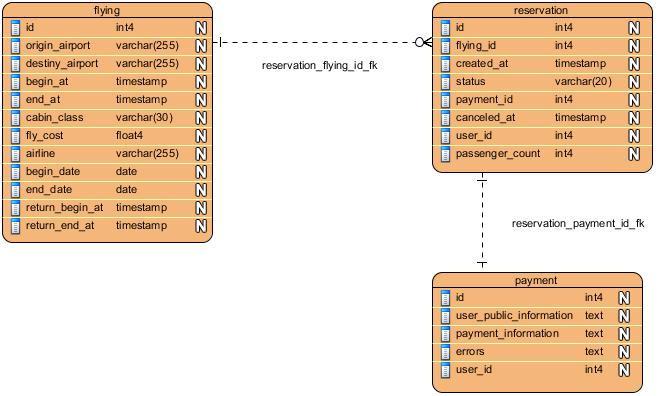 flying
id int4 N
origin_airport varchar(255) N
destiny_airport varchar(255) N
begin_at timestamp N
end_at timestamp N
cabin_class varchar(30) N
fly_cost float4 N
airline varchar(255) N
begin_date date N
end_date date N
return_begin_at timestamp N
return_end_at timestamp N
reservation_flying_id_fk
reservation
id int4 N
flying_id int4 N
created_at timestamp N
status varchar(20) N
payment_id int4 N
canceled_at timestamp N
user_id int4 N
passenger_count int4 N
reservation_payment_id_fk
payment
id int4 N
user_public_information text N
payment_information text N
errors text N
user_id int4 N